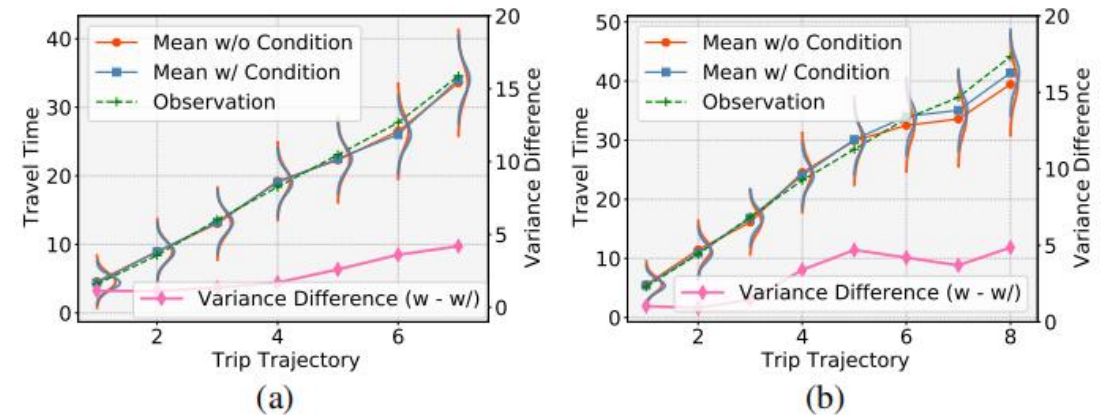 40
30
20
10
0
Travel Time
Mean w/o Condition
Mean w/ Condition
Observation
Variance Difference (w - w/)
20
15
10
5
0
Variance Difference
2
4
6
Trip Trajectory
(a)
50
40
30
20
10
0
Travel Time
Mean w/o Condition
Mean w/ Condition
Observation
Variance Difference (w - w/)
20
15
10
5
0
Variance Difference
2
4
6
8
Trip Trajectory
(b)